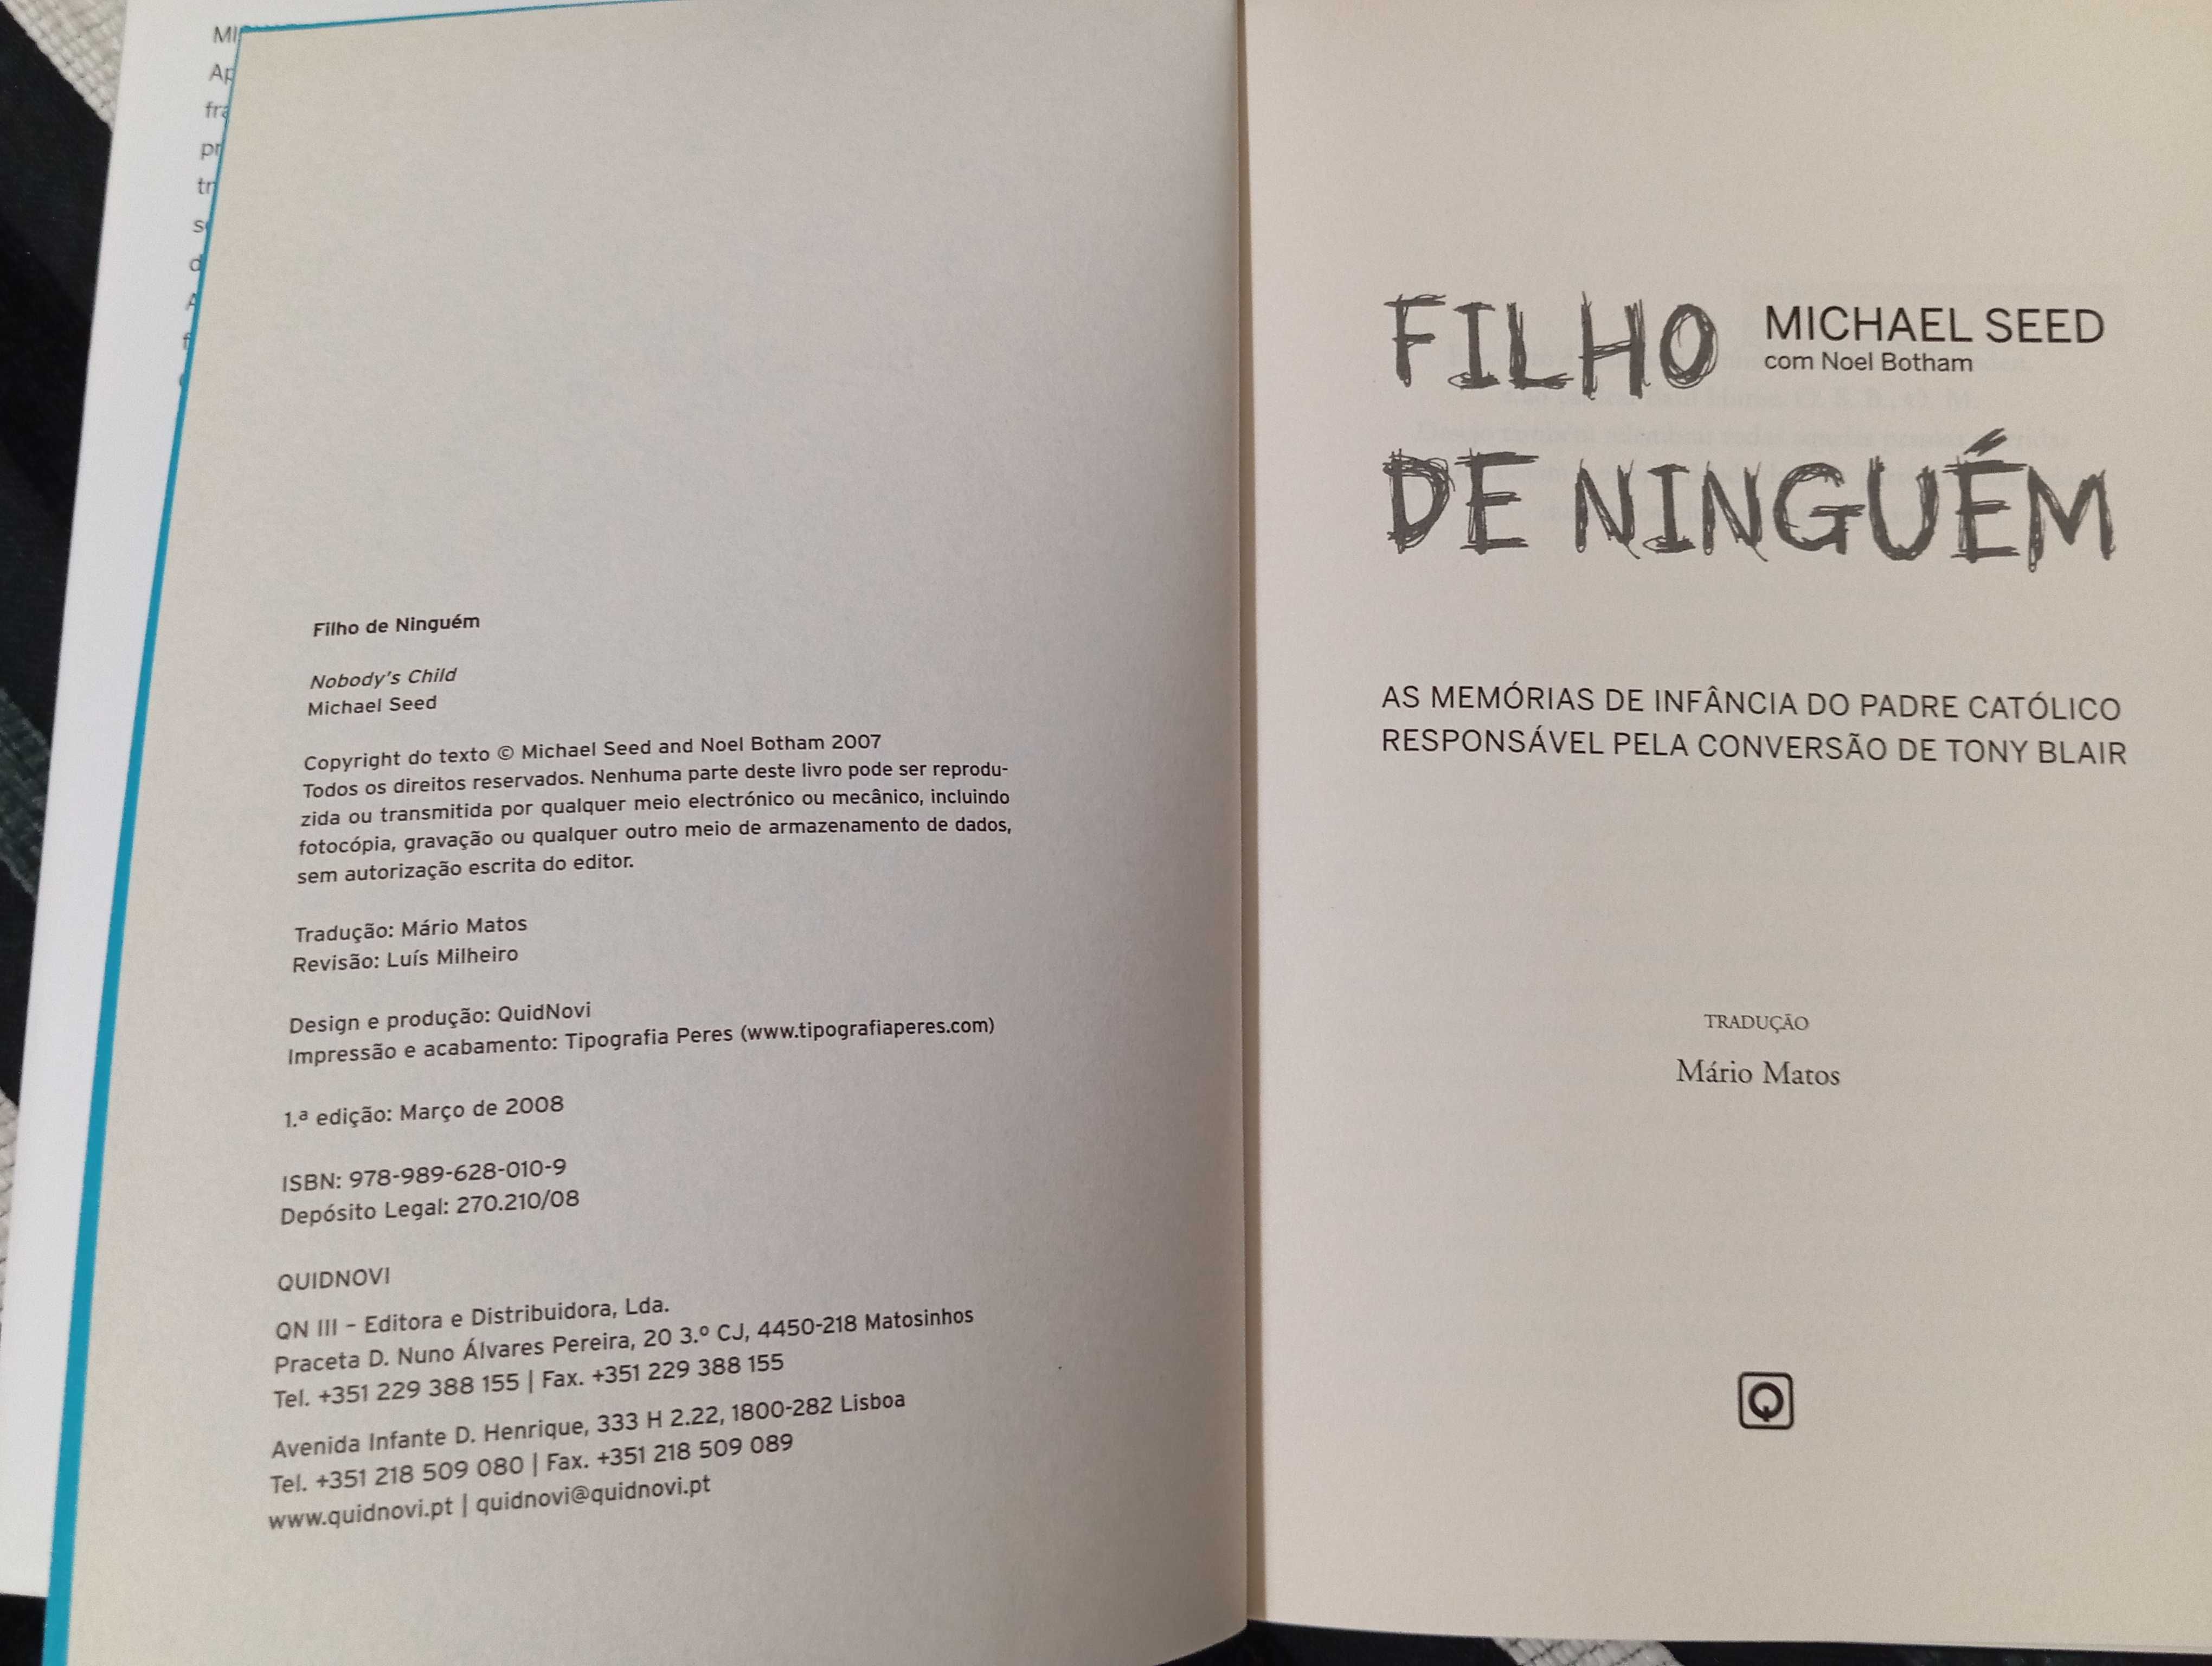 Filho de Ninguém
Nobody's Child
Michael Seed
Copyright do texto © Michael Seed and Noel Botham 2007
Todos os direitos reservados. Nenhuma parte deste livro pode ser reprodu-
zida ou transmitida por qualquer meio electrónico ou mecânico, incluindo
fotocópia, gravação ou qualquer outro meio de armazenamento de dados,
sem autorização escrita do editor.
Tradução: Mário Matos
Revisão: Luís Milheiro
Design e produção: QuidNovi
Impressão e acabamento: Tipografia Peres (www.tipografiaperes.com)
1.ª edição: Março de 2008
ISBN: 978-989-628-010-9
Depósito Legal: 270.210/08
QUIDNOVI
QN III – Editora e Distribuidora, Lda.
Praceta D. Nuno Álvares Pereira, 20 3.º CJ, 4450-218 Matosinhos
Tel. +351 229 388 155 | Fax. +351 229 388 155
Avenida Infante D. Henrique, 333 H 2.22, 1800-282 Lisboa
Tel. +351 218 509 080 | Fax. +351 218 509 089
www.quidnovi.pt | quidnovi@quidnovi.pt
FILHO
MICHAEL SEED
com Noel Botham
DE NINGUÉM
AS MEMÓRIAS DE INFÂNCIA DO PADRE CATÓLICO
RESPONSÁVEL PELA CONVERSÃO DE TONY BLAIR
TRADUÇÃO
Mário Matos
Q